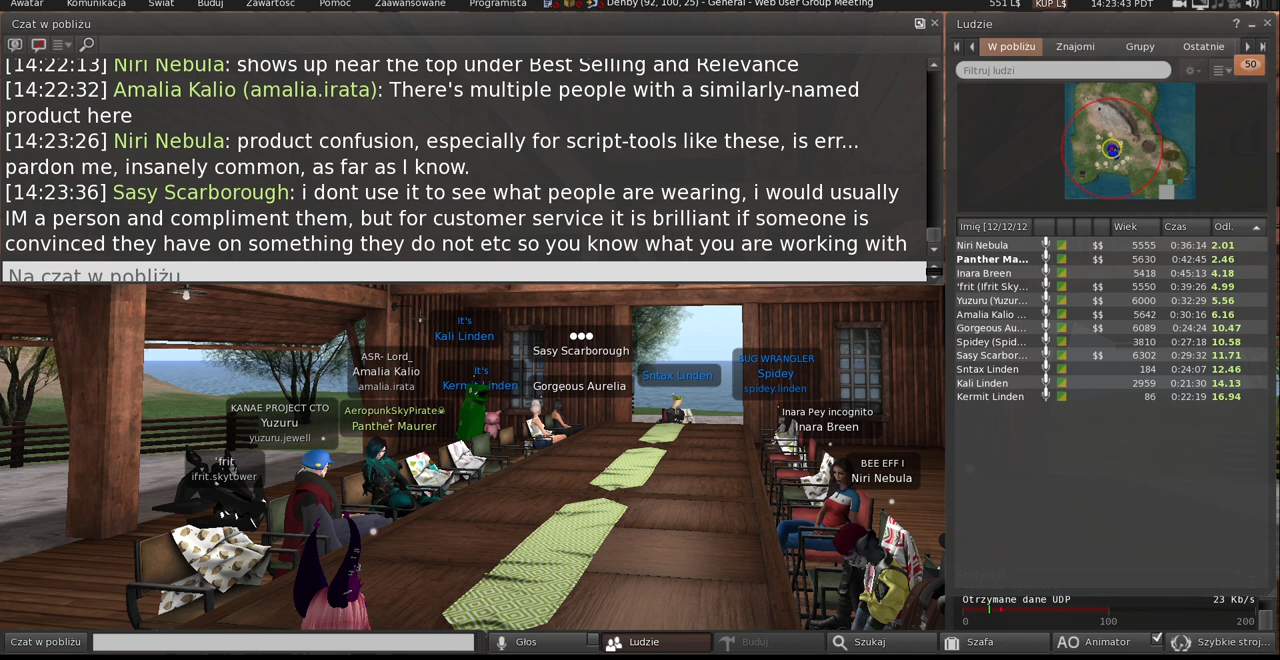 Awatar Komunikacja Świat Buduj Zawartość Pomoc Zaawansowane Programista Denby (92, 100, 25) - General - Web User Group Meeting 551 L$ KUP L$ 14:23:43 PDT
Czat w pobliżu
[14:22:13] Niri Nebula: shows up near the top under Best Selling and Relevance
[14:22:32] Amalia Kalio (amalia.irata): There's multiple people with a similarly-named
product here
[14:23:26] Niri Nebula: product confusion, especially for script-tools like these, is err...
pardon me, insanely common, as far as I know.
[14:23:36] Sasy Scarborough: i dont use it to see what people are wearing, i would usually
IM a person and compliment them, but for customer service it is brilliant if someone is
convinced they have on something they do not etc so you know what you are working with
Na czat w pobliżu
It's
Kali Linden
●●●
Sasy Scarborough
ASR- Lord_
Amalia Kalio
amalia.irata
It's
Kermit Linden
Gorgeous Aurelia
Sntax Linden
BUG WRANGLER
Spidey
spidey.linden
KANAE PROJECT CTO
Yuzuru
yuzuru.jewell
AeropunkSkyPirate☠
Panther Maurer
Inara Pey incognito
Inara Breen
'frit
ifrit.skytower
BEE EFF I
Niri Nebula
Ludzie
W pobliżu Znajomi Grupy Ostatnie
Filtruj ludzi
50
Imię [12/12/12 Wiek Czas Odl.
Niri Nebula $$ 5555 0:36:14 2.01
Panther Ma... $$ 5630 0:42:45 2.46
Inara Breen 5418 0:45:13 4.18
'frit (Ifrit Sky... $$ 5550 0:39:26 4.99
Yuzuru (Yuzur... $$ 6000 0:32:29 5.56
Amalia Kalio ... $$ 5642 0:30:16 6.16
Gorgeous Au... $$ 6089 0:24:24 10.47
Spidey (Spid... 3810 0:27:18 10.58
Sasy Scarbor... $$ 6302 0:29:32 11.71
Sntax Linden 184 0:24:07 12.46
Kali Linden 2959 0:21:30 14.13
Kermit Linden 86 0:22:19 16.94
Otrzymane dane UDP 23 Kb/s
0 100 200
Czat w pobliżu Głos Ludzie Buduj Szukaj Szafa AO Animator Szybkie stroj...